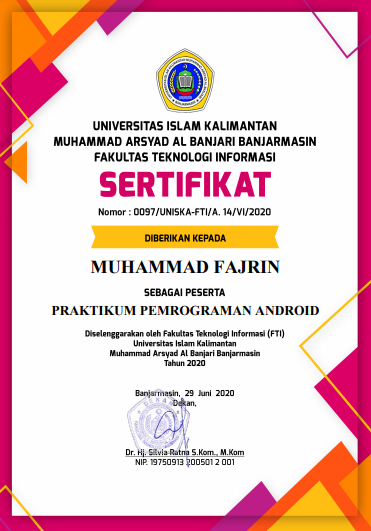 UNIVERSITAS ISLAM KALIMANTAN
MUHAMMAD ARSYAD AL BANJARI BANJARMASIN
FAKULTAS TEKNOLOGI INFORMASI
SERTIFIKAT
Nomor : 0097/UNISKA-FTI/A. 14/VI/2020
DIBERIKAN KEPADA
MUHAMMAD FAJRIN
SEBAGAI PESERTA
PRAKTIKUM PEMROGRAMAN ANDROID
Diselenggarakan oleh Fakultas Teknologi Informasi (FTI)
Universitas Islam Kalimantan
Muhammad Arsyad Al Banjari Banjarmasin
Tahun 2020
Banjarmasin, 29 Juni 2020
Dekan,
Dr. Hj. Silvia Ratna S.Kom., M.Kom
NIP. 19750913 200501 2 001